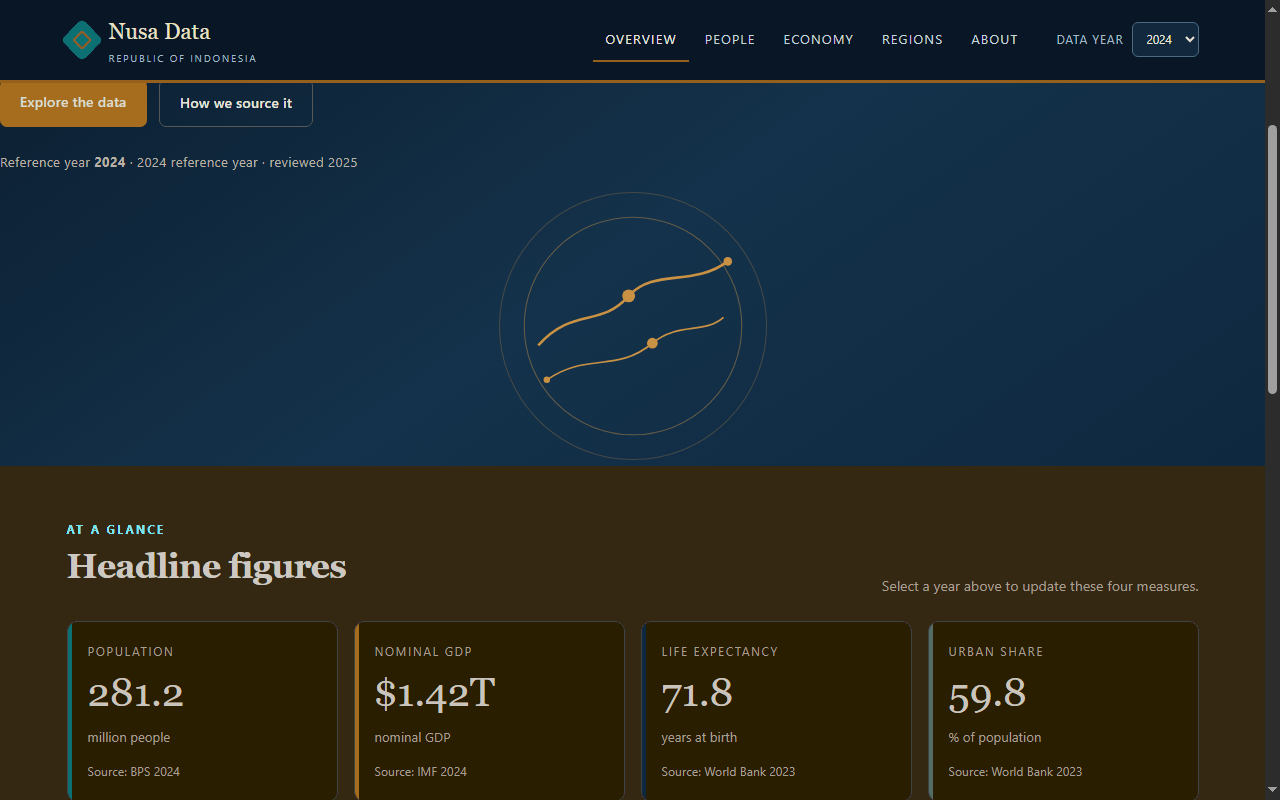 Nusa Data
REPUBLIC OF INDONESIA
OVERVIEW PEOPLE ECONOMY REGIONS ABOUT DATA YEAR 2024
Explore the data How we source it
Reference year 2024 · 2024 reference year · reviewed 2025
AT A GLANCE
Headline figures
Select a year above to update these four measures.
POPULATION
281.2
million people
Source: BPS 2024
NOMINAL GDP
$1.42T
nominal GDP
Source: IMF 2024
LIFE EXPECTANCY
71.8
years at birth
Source: World Bank 2023
URBAN SHARE
59.8
% of population
Source: World Bank 2023